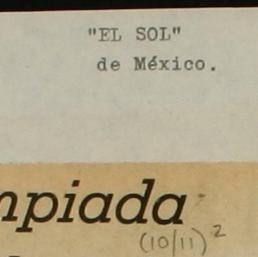 "EL SOL"
de México.
mpiada
(10/11) 2